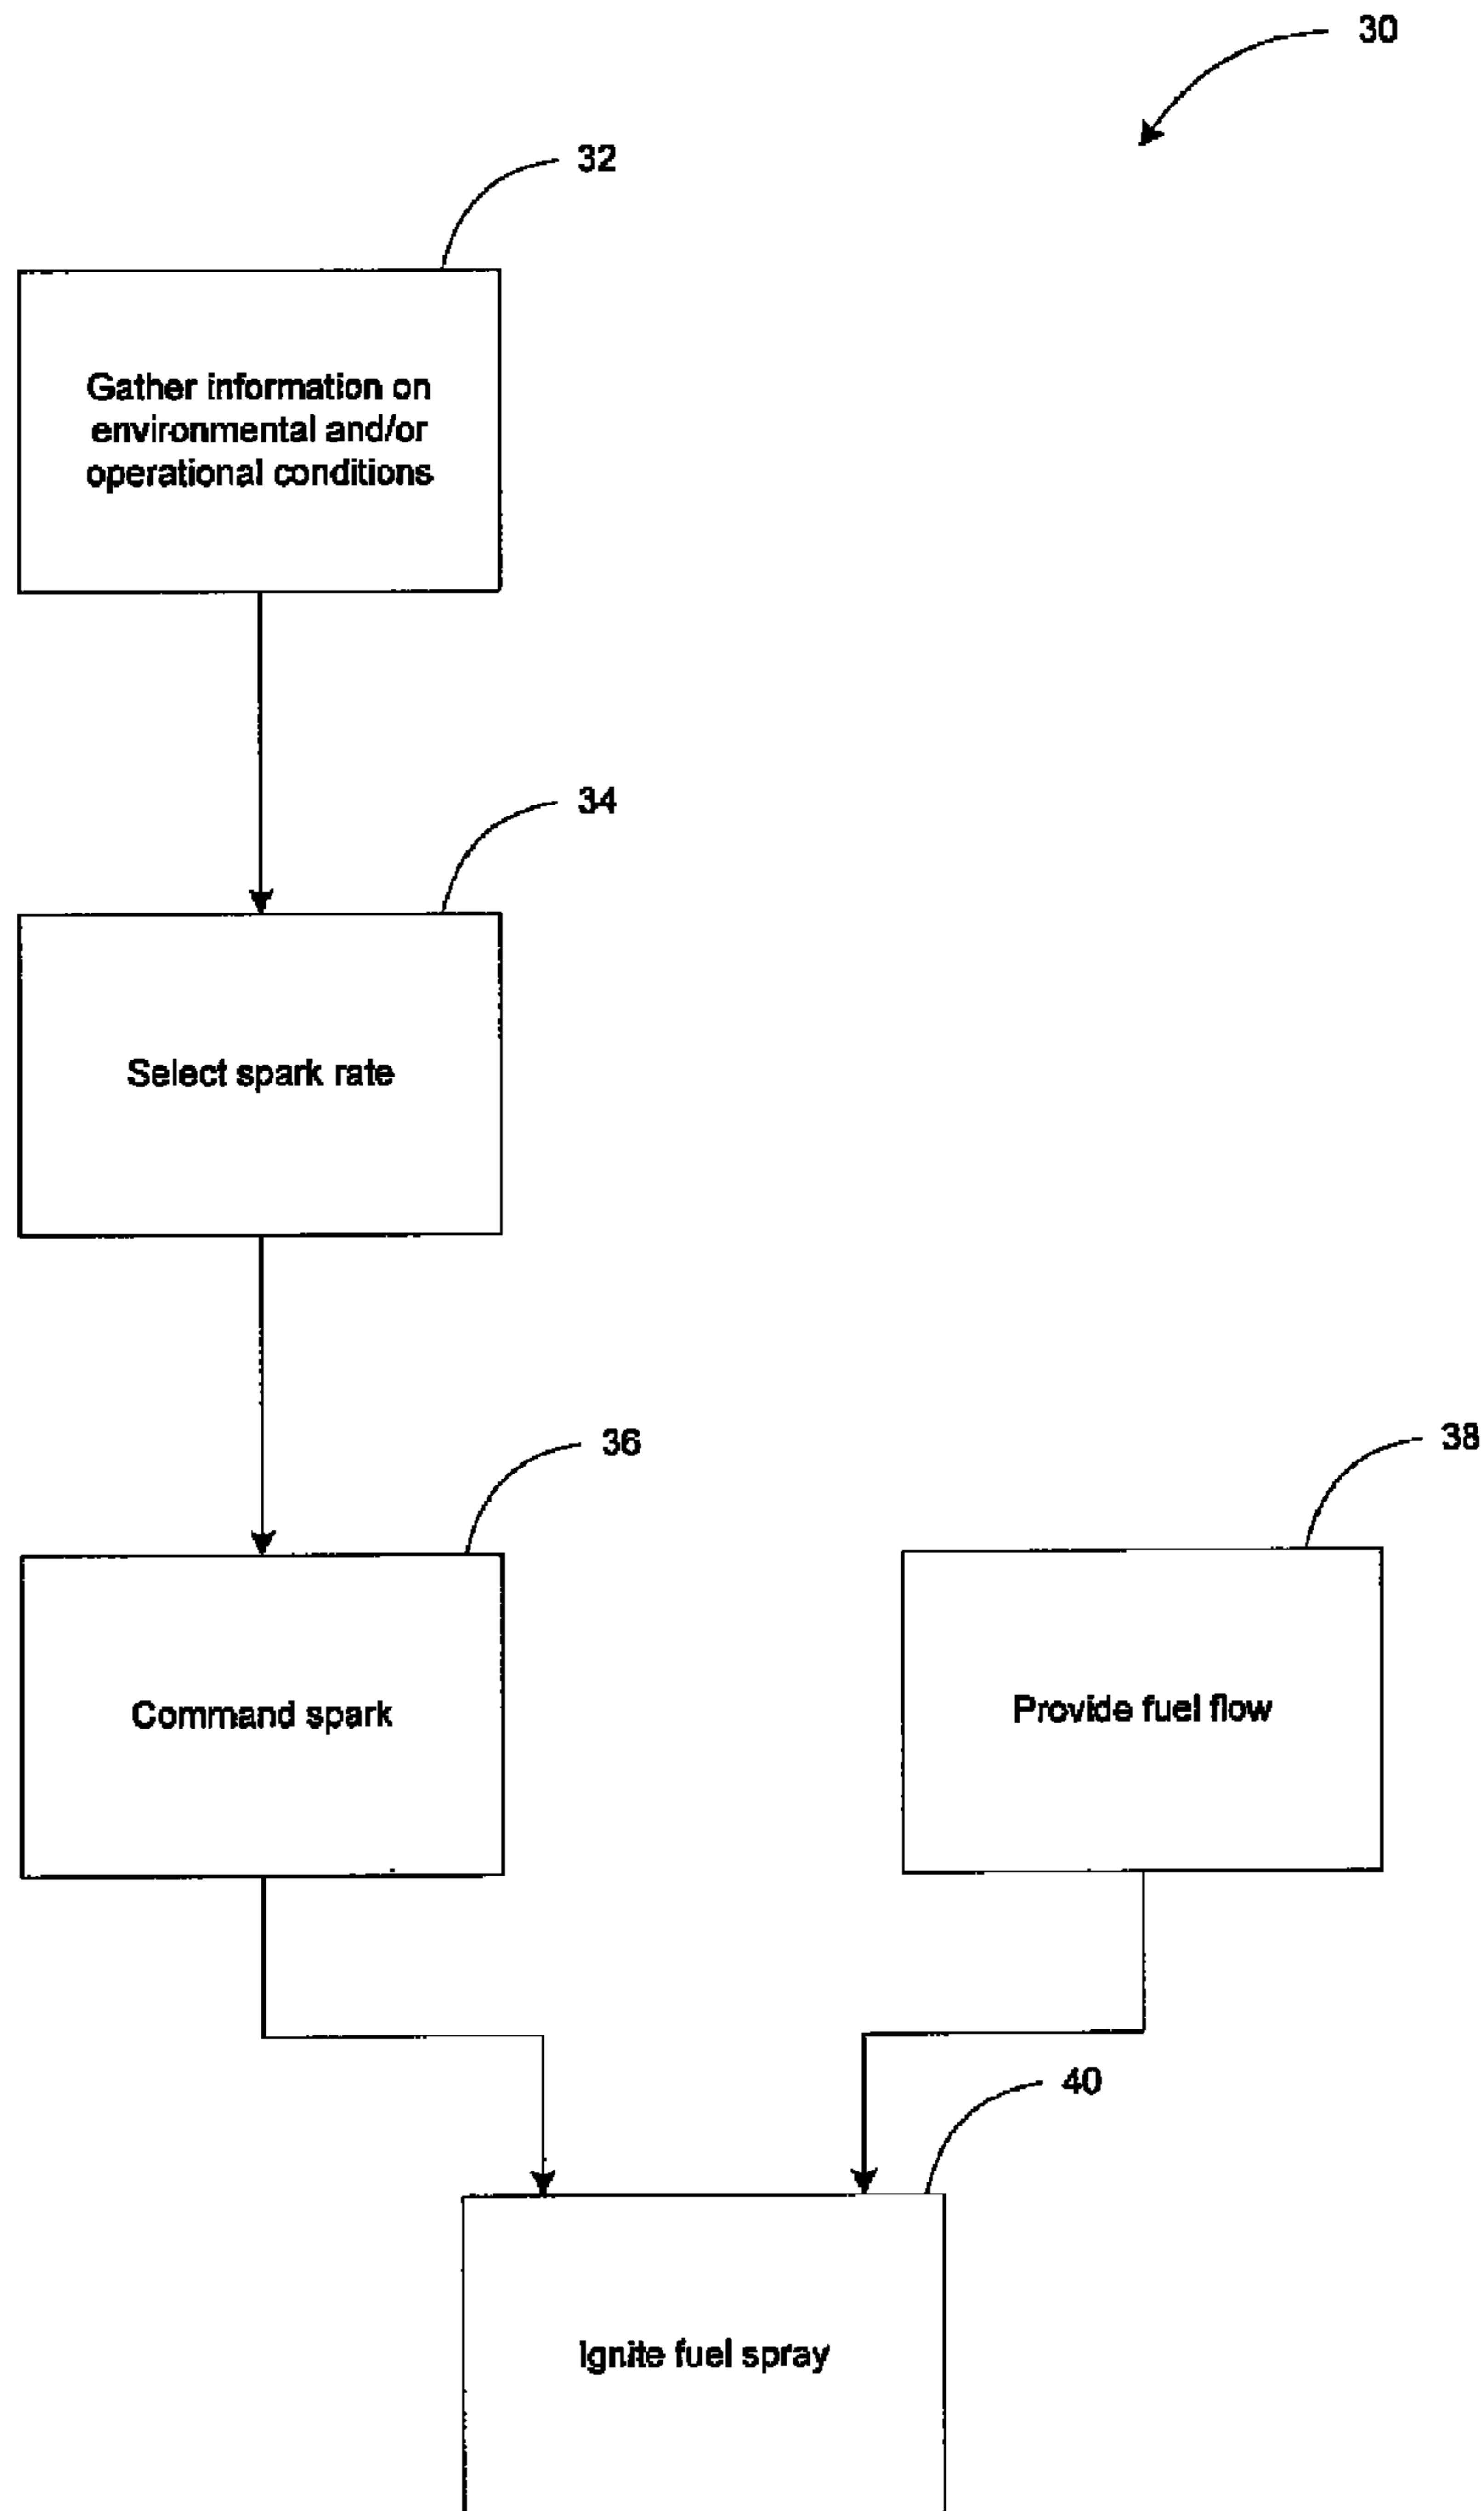 30
32
Gather information on
environmental and/or
operational conditions
34
Select spark rate
36
38
Command spark
Provide fuel flow
40
Ignite fuel spray